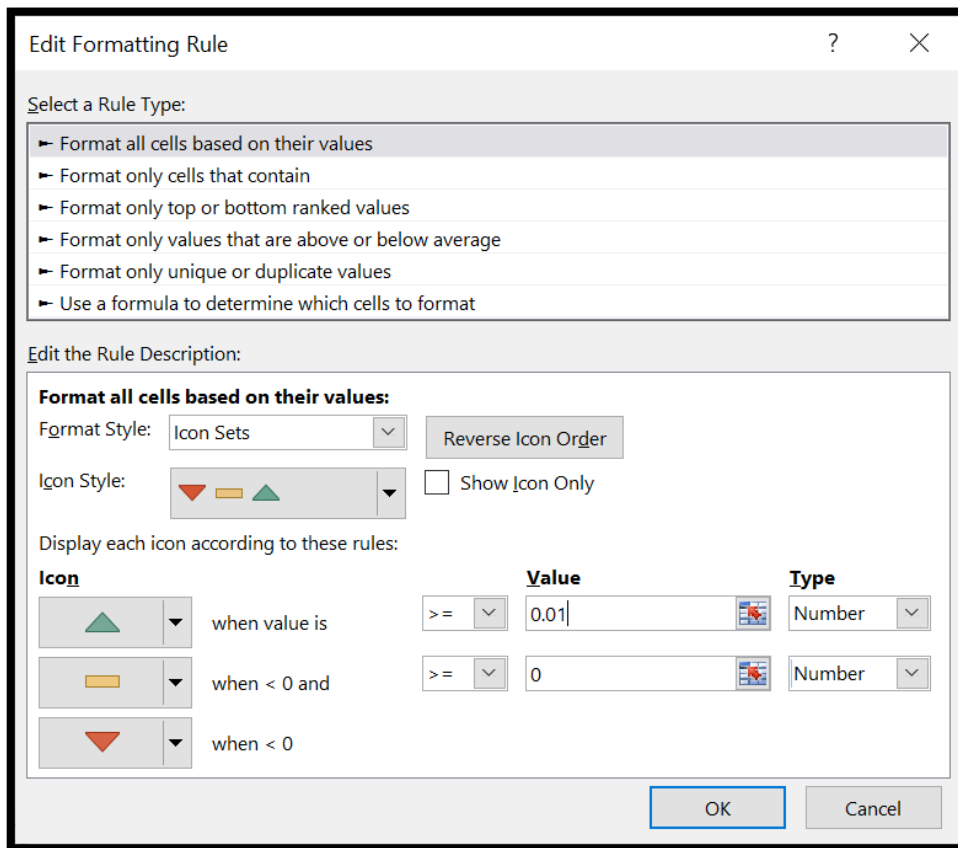 Edit Formatting Rule ?
Select a Rule Type:
► Format all cells based on their values
► Format only cells that contain
► Format only top or bottom ranked values
► Format only values that are above or below average
► Format only unique or duplicate values
► Use a formula to determine which cells to format
Edit the Rule Description:
Format all cells based on their values:
Format Style: Icon Sets Reverse Icon Order
Icon Style: Show Icon Only
Display each icon according to these rules:
Icon Value Type
when value is >= 0.01 Number
when < 0 and >= 0 Number
when < 0
OK Cancel